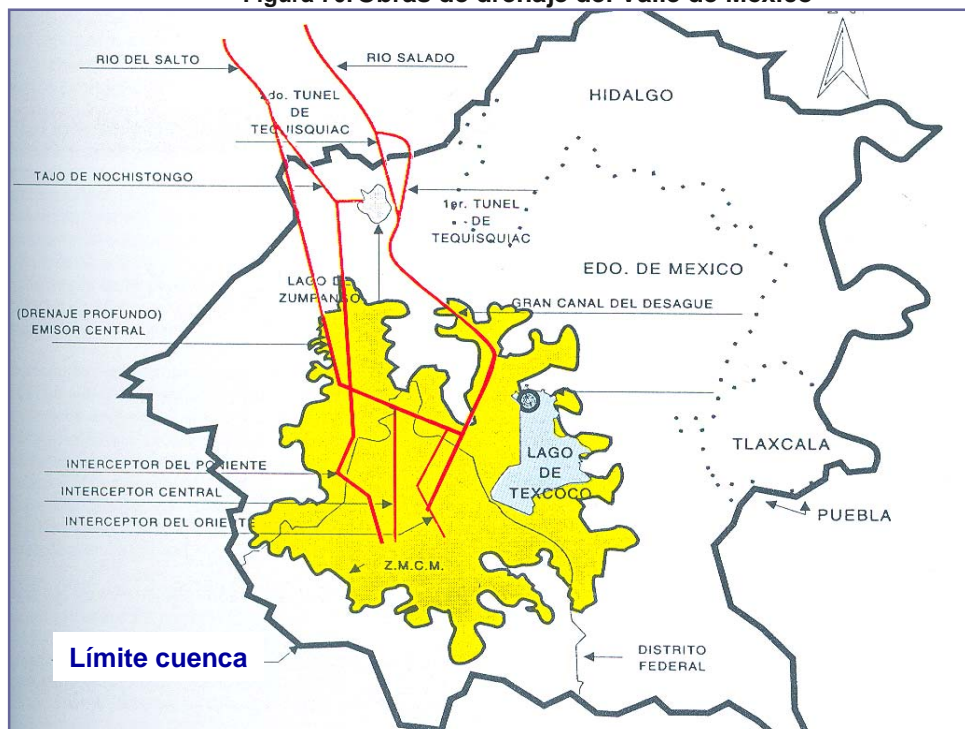 Obras de drenaje del Valle de México
RIO DEL SALTO
RIO SALADO
2do. TUNEL
DE
TEQUISQUIAC
HIDALGO
TAJO DE NOCHISTONGO
1er. TUNEL
DE
TEQUISQUIAC
EDO. DE MEXICO
LAGO DE
ZUMPANGO
GRAN CANAL DEL DESAGUE
(DRENAJE PROFUNDO)
EMISOR CENTRAL
TLAXCALA
LAGO
DE
TEXCOCO
INTERCEPTOR DEL PONIENTE
INTERCEPTOR CENTRAL
INTERCEPTOR DEL ORIENTE
PUEBLA
Z.M.C.M.
Límite cuenca
DISTRITO
FEDERAL